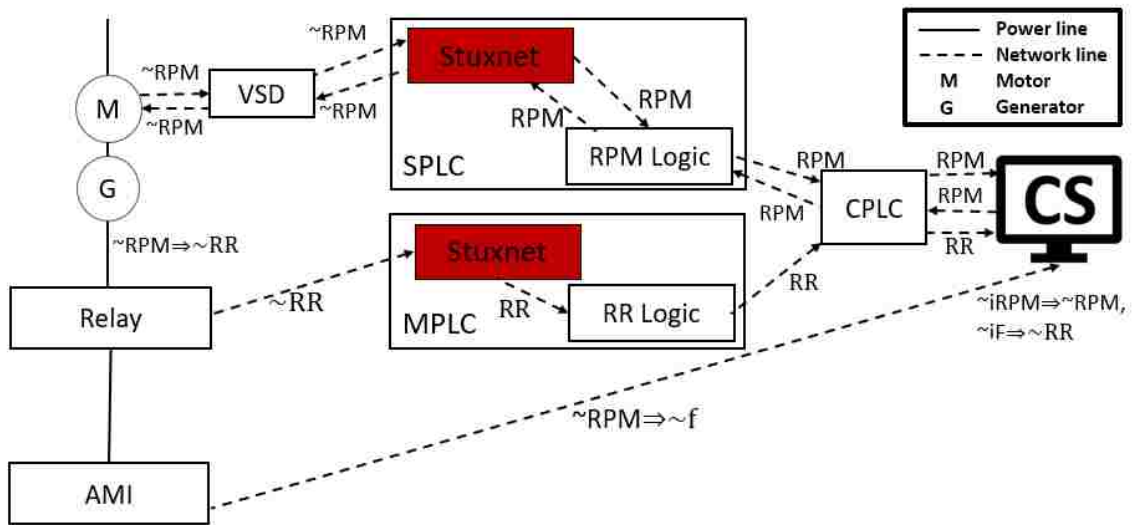 Power line
Network line
M Motor
G Generator
~RPM
~RPM
VSD
~RPM
~RPM
M
G
Stuxnet
RPM
RPM
RPM Logic
SPLC
RPM
RPM
CPLC
RPM
RPM
RR
CS
~RPM⇒~RR
Stuxnet
~RR
RR
RR Logic
MPLC
RR
Relay
~iRPM⇒~RPM,
~iF⇒~RR
~RPM⇒~f
AMI